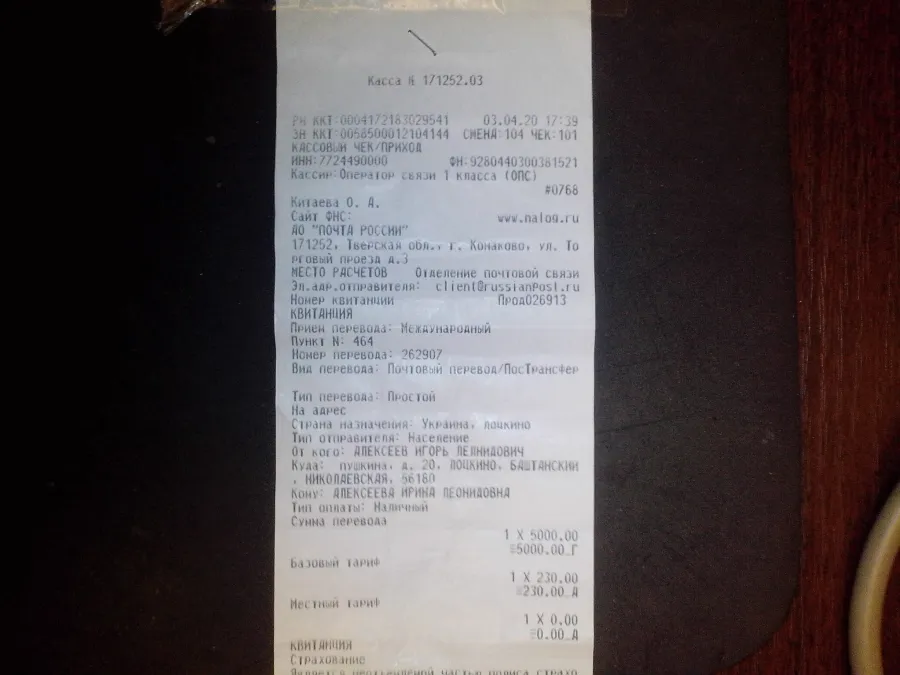 Касса № 171252.03
РН ККТ:0004172183029541 03.04.20 17:39
ЗН ККТ:0058500012104144 СМЕНА:104 ЧЕК:101
КАССОВЫЙ ЧЕК/ПРИХОД
ИНН:7724490000 ФН:9280440300381521
Кассир:Оператор связи 1 класса (ОПС)
#0768
Китаева О. А.
Сайт ФНС: www.nalog.ru
АО "ПОЧТА РОССИИ"
171252, Тверская обл., г. Конаково, ул. То
рговый проезд д.3
МЕСТО РАСЧЕТОВ Отделение почтовой связи
Эл.адр.отправителя: client@russianpost.ru
Номер квитанции Прод026913
КВИТАНЦИЯ
Прием перевода: Международный
Пункт N: 464
Номер перевода: 262907
Вид перевода: Почтовый перевод/ПосТрансфер
Тип перевода: Простой
На адрес
Страна назначения: Украина, лоцкино
Тип отправителя: Население
От кого: АЛЕКСЕЕВ ИГОРЬ ЛЕОНИДОВИЧ
Куда: пушкина, д. 20, ЛОЦКИНО, БАШТАНСКИЙ
, НИКОЛАЕВСКАЯ, 56180
Кому: АЛЕКСЕЕВА ИРИНА ЛЕОНИДОВНА
Тип оплаты: Наличный
Сумма перевода
1 X 5000.00
=5000.00_Г
Базовый тариф
1 X 230.00
=230.00_А
Местный тариф
1 X 0.00
=0.00_А
КВИТАНЦИЯ
Страхование
Является неотъемлемой частью полиса страхо